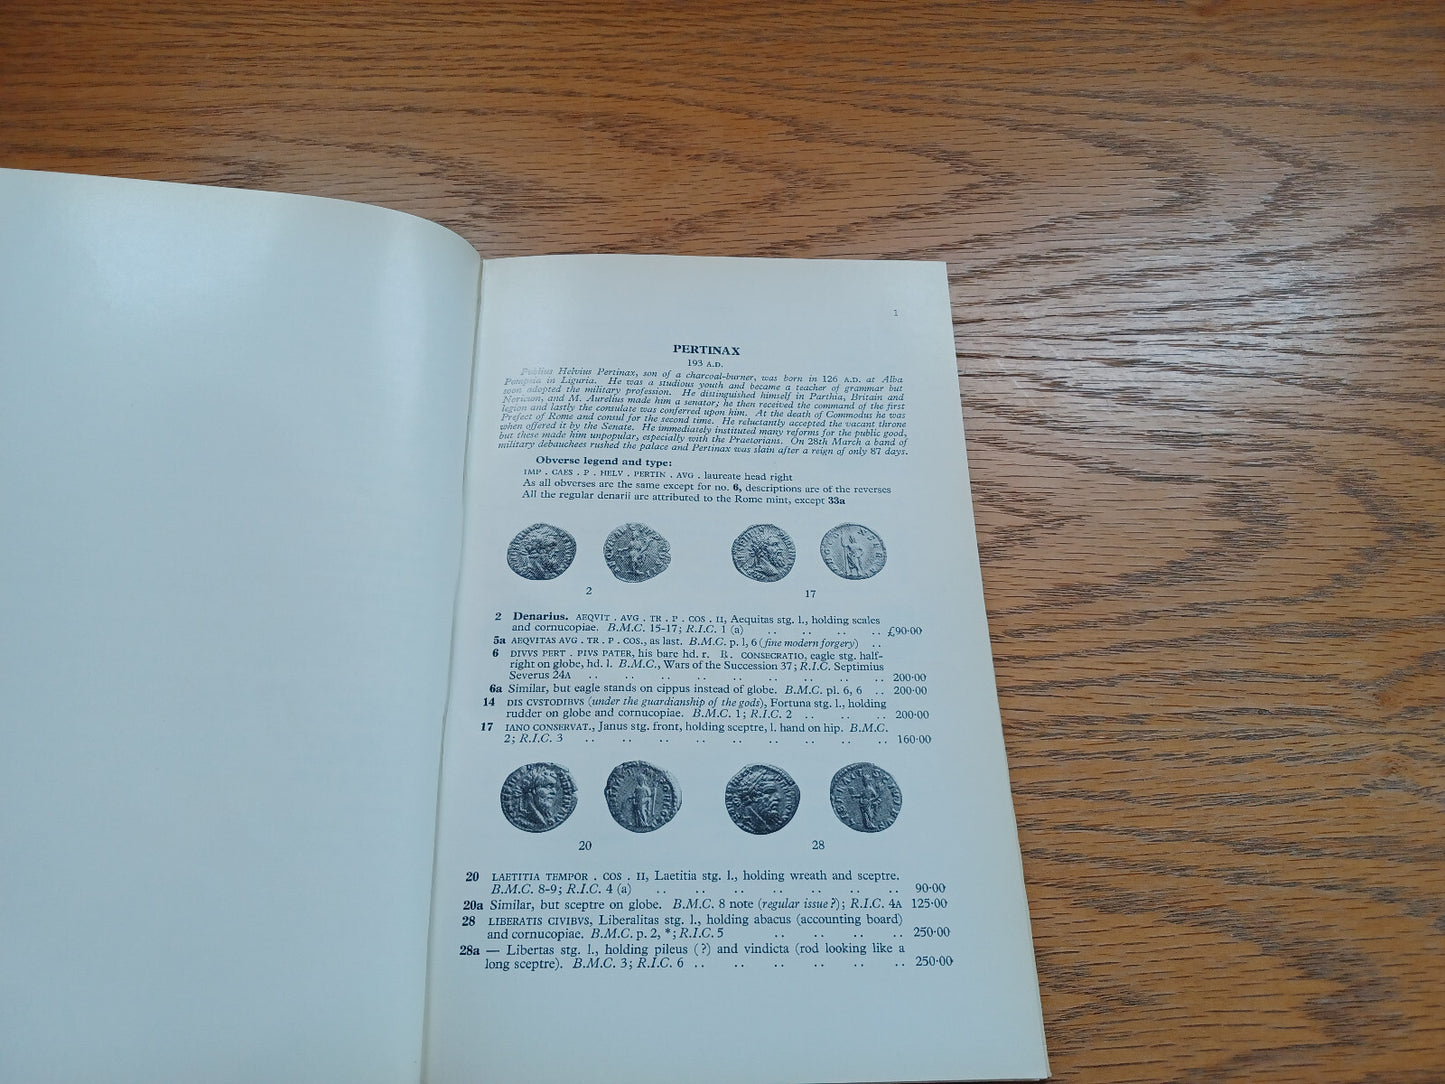 1
PERTINAX
193 A.D.
Publius Helvius Pertinax, son of a charcoal-burner, was born in 126 A.D. at Alba
Pompeia in Liguria. He was a studious youth and became a teacher of grammar but
soon adopted the military profession. He distinguished himself in Parthia, Britain and
Noricum, and M. Aurelius made him a senator; he then received the command of the first
legion and lastly the consulate was conferred upon him. At the death of Commodus he was
Prefect of Rome and consul for the second time. He reluctantly accepted the vacant throne
when offered it by the Senate. He immediately instituted many reforms for the public good,
but these made him unpopular, especially with the Praetorians. On 28th March a band of
military debauchees rushed the palace and Pertinax was slain after a reign of only 87 days.
Obverse legend and type:
IMP . CAES . P . HELV . PERTIN . AVG . laureate head right
As all obverses are the same except for no. 6, descriptions are of the reverses
All the regular denarii are attributed to the Rome mint, except 33a
2 17
2 Denarius. AEQVIT . AVG . TR . P . COS . II, Aequitas stg. l., holding scales
and cornucopiae. B.M.C. 15-17; R.I.C. 1 (a) .. .. .. .. £90·00
5a AEQVITAS AVG . TR . P . COS., as last. B.M.C. p. 1, 6 (fine modern forgery) ..
6 DIVVS PERT . PIVS PATER, his bare hd. r. R. CONSECRATIO, eagle stg. half-
right on globe, hd. l. B.M.C., Wars of the Succession 37; R.I.C. Septimius
Severus 24A .. .. .. .. .. .. .. .. 200·00
6a Similar, but eagle stands on cippus instead of globe. B.M.C. pl. 6, 6 .. 200·00
14 DIS CVSTODIBVS (under the guardianship of the gods), Fortuna stg. l., holding
rudder on globe and cornucopiae. B.M.C. 1; R.I.C. 2 .. .. .. 200·00
17 IANO CONSERVAT., Janus stg. front, holding sceptre, l. hand on hip. B.M.C.
2; R.I.C. 3 .. .. .. .. .. .. .. .. 160·00
20 28
20 LAETITIA TEMPOR . COS . II, Laetitia stg. l., holding wreath and sceptre.
B.M.C. 8-9; R.I.C. 4 (a) .. .. .. .. .. .. .. 90·00
20a Similar, but sceptre on globe. B.M.C. 8 note (regular issue?); R.I.C. 4A 125·00
28 LIBERATIS CIVIBVS, Liberalitas stg. l., holding abacus (accounting board)
and cornucopiae. B.M.C. p. 2, *; R.I.C. 5 .. .. .. .. 250·00
28a — Libertas stg. l., holding pileus (?) and vindicta (rod looking like a
long sceptre). B.M.C. 3; R.I.C. 6 .. .. .. .. .. .. 250·00